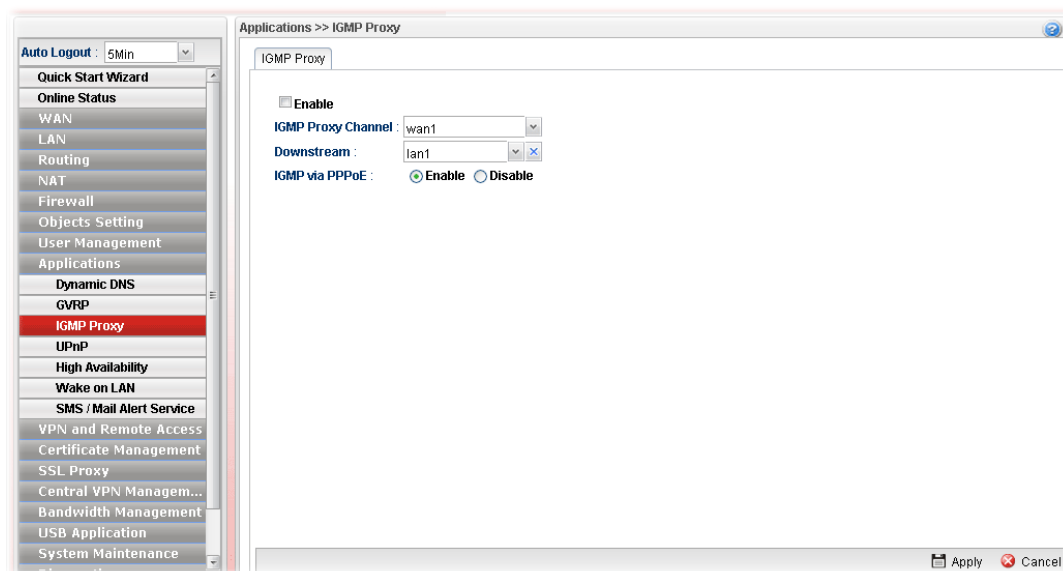 Applications >> IGMP Proxy
Auto Logout : 5Min
Quick Start Wizard
Online Status
WAN
LAN
Routing
NAT
Firewall
Objects Setting
User Management
Applications
Dynamic DNS
GVRP
IGMP Proxy
UPnP
High Availability
Wake on LAN
SMS / Mail Alert Service
VPN and Remote Access
Certificate Management
SSL Proxy
Central VPN Managem...
Bandwidth Management
USB Application
System Maintenance
IGMP Proxy
Enable
IGMP Proxy Channel : wan1
Downstream : lan1
IGMP via PPPoE : Enable Disable
Apply Cancel